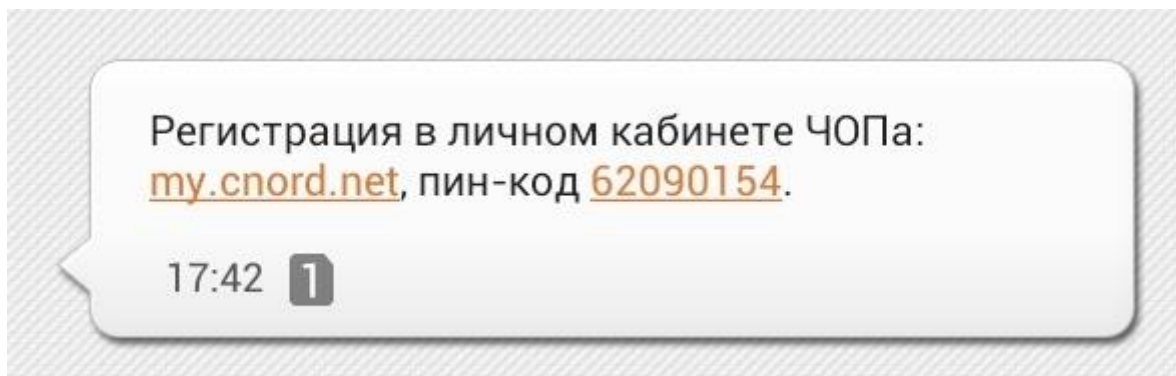 Регистрация в личном кабинете ЧОПа:
my.cnord.net, пин-код 62090154.
17:42 1